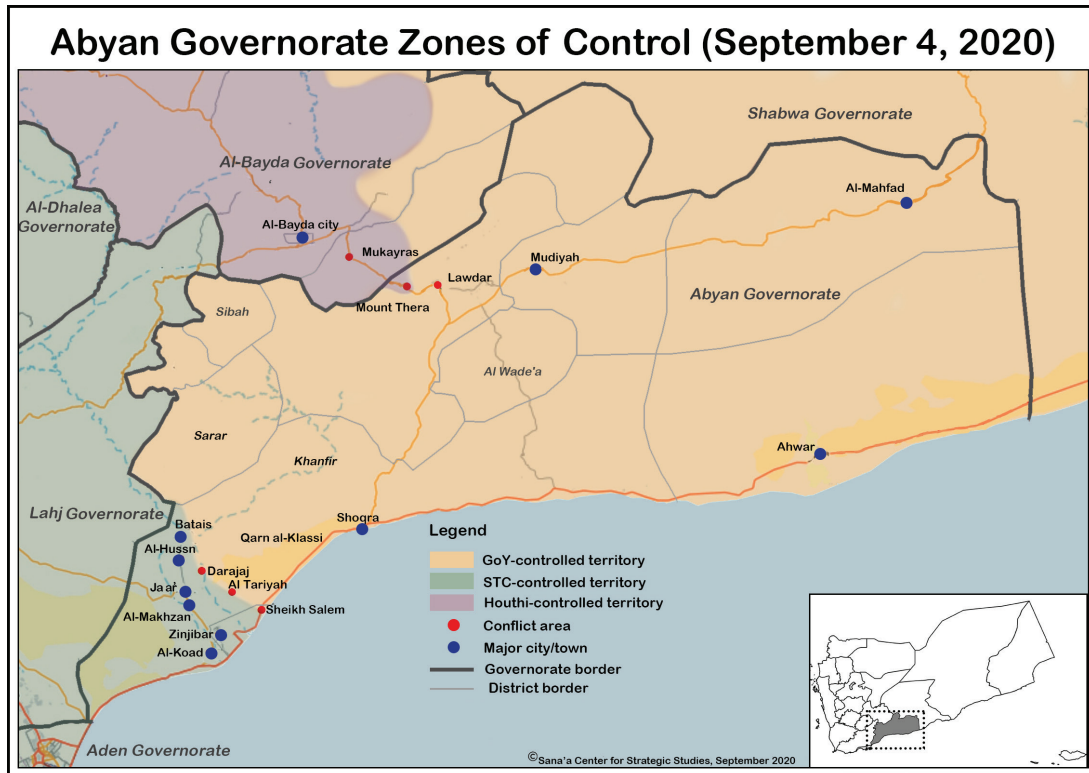 Abyan Governorate Zones of Control (September 4, 2020)
Shabwa Governorate
Al-Bayda Governorate
Al-Dhalea
Governorate
Al-Mahfad
Al-Bayda city
Mukayras
Mudiyah
Lawdar
Abyan Governorate
Mount Thera
Sibah
Al Wade'a
Sarar
Khanfir
Ahwar
Lahj Governorate
Batais
Shoqra
Qarn al-Klassi
Al-Hussn
Darajaj
Ja'ar
Al Tariyah
Al-Makhzan
Sheikh Salem
Zinjibar
Al-Koad
Aden Governorate
Legend
GoY-controlled territory
STC-controlled territory
Houthi-controlled territory
Conflict area
Major city/town
Governorate border
District border
©Sana'a Center for Strategic Studies, September 2020